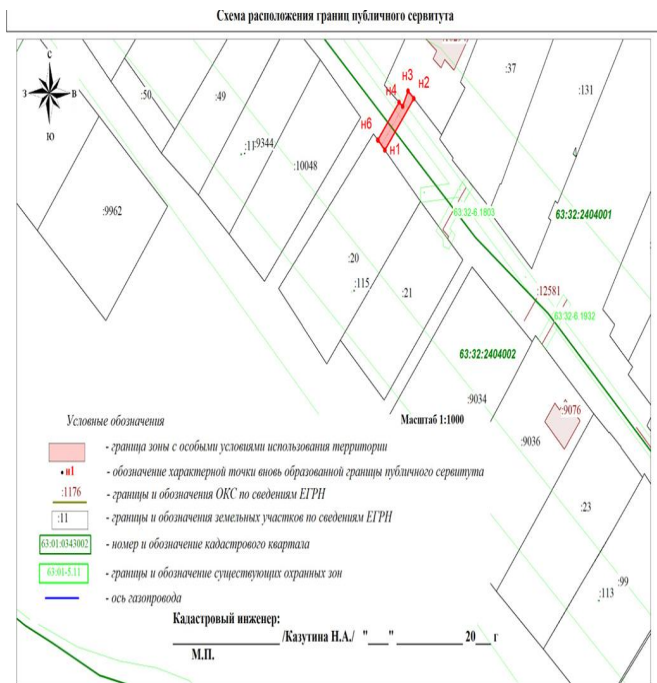 Схема расположения границ публичного сервитута
с
з
в
ю
:50
:49
:9344
:10048
:9962
н3
н2
н4
н6
н1
:37
:131
63:32-6.1803
63:32:2404001
:20
:115
:21
:12581
63:32-6.1932
63:32:2404002
:9034
:9076
:9036
:23
:99
:113
Условные обозначения
Масштаб 1:1000
- граница зоны с особыми условиями использования территории
н1 - обозначение характерной точки вновь образованной границы публичного сервитута
:1176 - границы и обозначения ОКС по сведениям ЕГРН
:11 - границы и обозначения земельных участков по сведениям ЕГРН
63:01:0343002 - номер и обозначение кадастрового квартала
63:01-5.11 - границы и обозначение существующих охранных зон
- ось газопровода
Кадастровый инженер:
____________________ /Казутина Н.А./ "___" ____________ 20___ г
М.П.